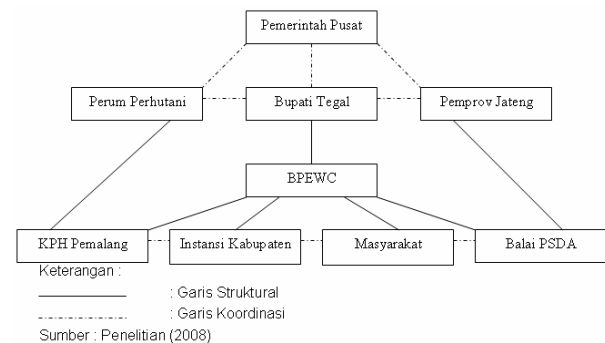 Pemerintah Pusat
Perum Perhutani
Bupati Tegal
Pemprov Jateng
BPEWC
KPH Pemalang
Instansi Kabupaten
Masyarakat
Balai PSDA
Keterangan :
: Garis Struktural
: Garis Koordinasi
Sumber : Penelitian (2008)